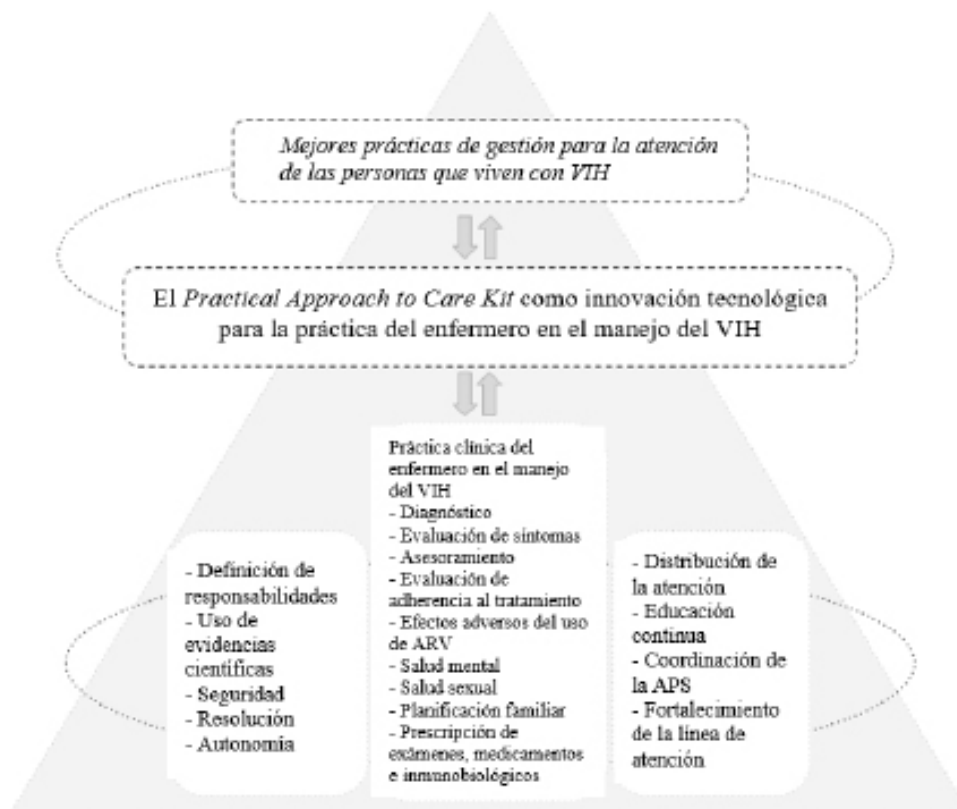 Mejores prácticas de gestión para la atención
de las personas que viven con VIH
El Practical Approach to Care Kit como innovación tecnológica
para la práctica del enfermero en el manejo del VIH
- Definición de
responsabilidades
- Uso de
evidencias
científicas
- Seguridad
- Resolución
- Autonomía
Práctica clínica del
enfermero en el manejo
del VIH
- Diagnóstico
- Evaluación de síntomas
- Asesoramiento
- Evaluación de
adherencia al tratamiento
- Efectos adversos del uso
de ARV
- Salud mental
- Salud sexual
- Planificación familiar
- Prescripción de
exámenes, medicamentos
e inmunobiológicos
- Distribución de
la atención
- Educación
continua
- Coordinación de
la APS
- Fortalecimiento
de la línea de
atención